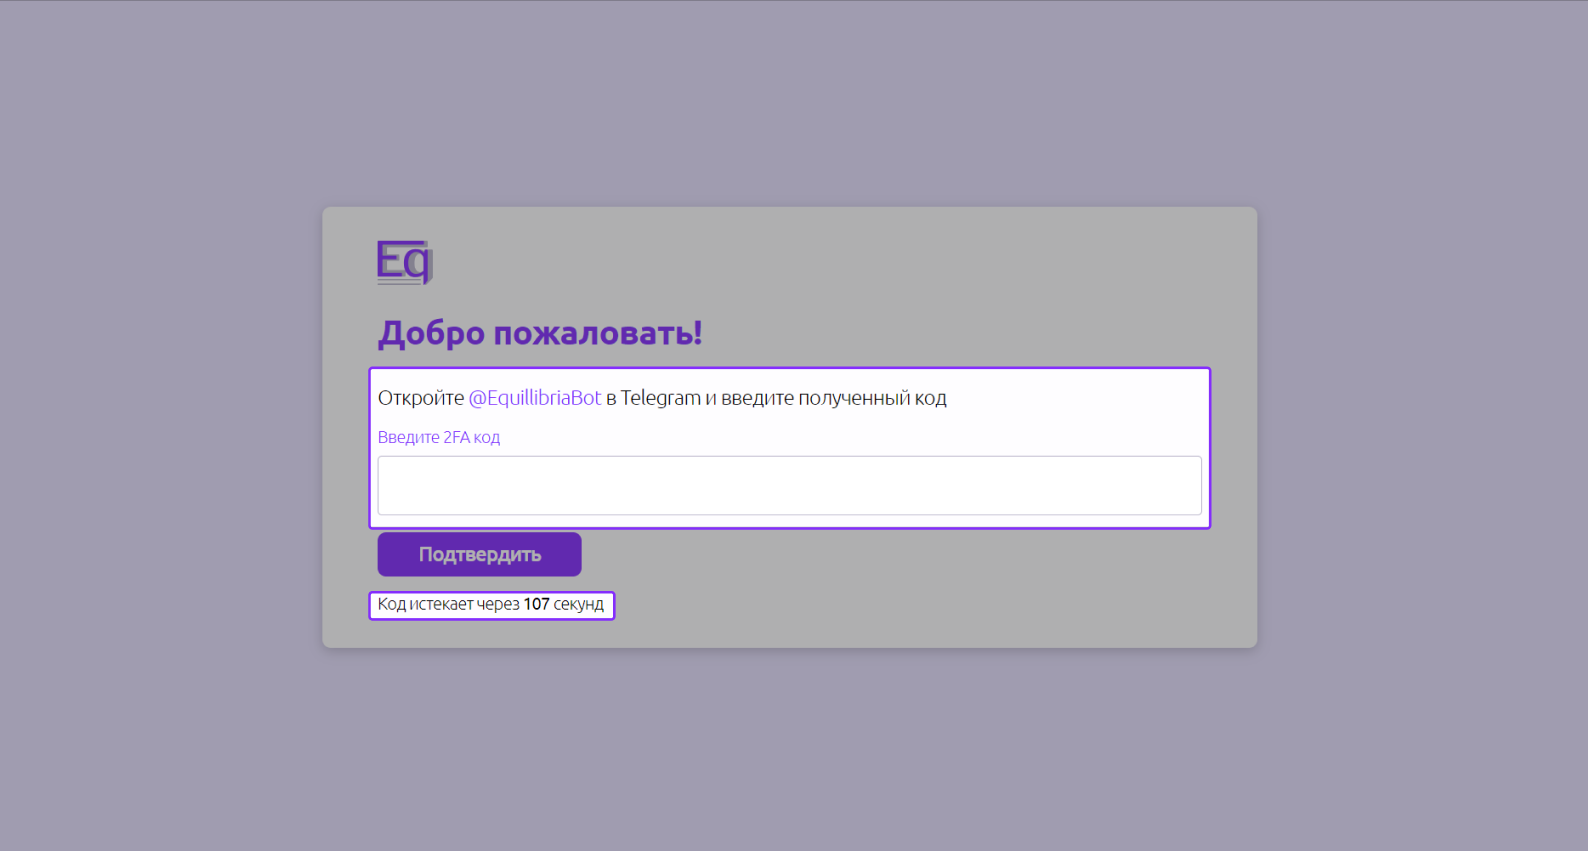 Eq
Добро пожаловать!
Откройте @EquillibriaBot в Telegram и введите полученный код
Введите 2FA код
Подтвердить
Код истекает через 107 секунд